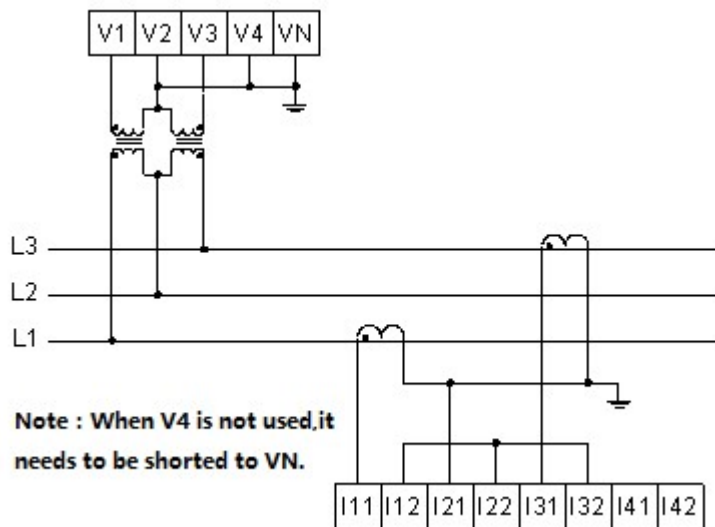 V1 V2 V3 V4 VN
L3
L2
L1
Note : When V4 is not used,it
needs to be shorted to VN.
I11 I12 I21 I22 I31 I32 I41 I42